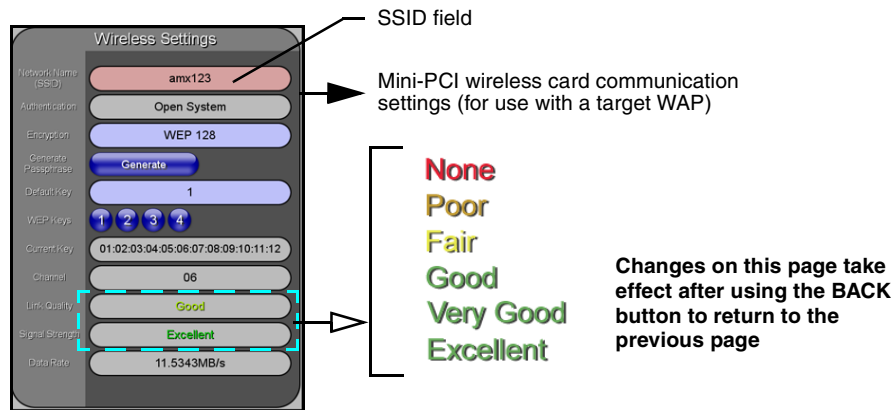 SSID field
Wireless Settings
Network Name
(SSID)
amx123
Mini-PCI wireless card communication
settings (for use with a target WAP)
Authentication
Open System
Encryption
WEP 128
Generate
Passphrase
Generate
Default Key
1
WEP Keys
1 2 3 4
Current Key
01:02:03:04:05:06:07:08:09:10:11:12
Channel
06
Link Quality
Good
Signal Strength
Excellent
Data Rate
11.5343MB/s
None
Poor
Fair
Good
Very Good
Excellent
Changes on this page take
effect after using the BACK
button to return to the
previous page